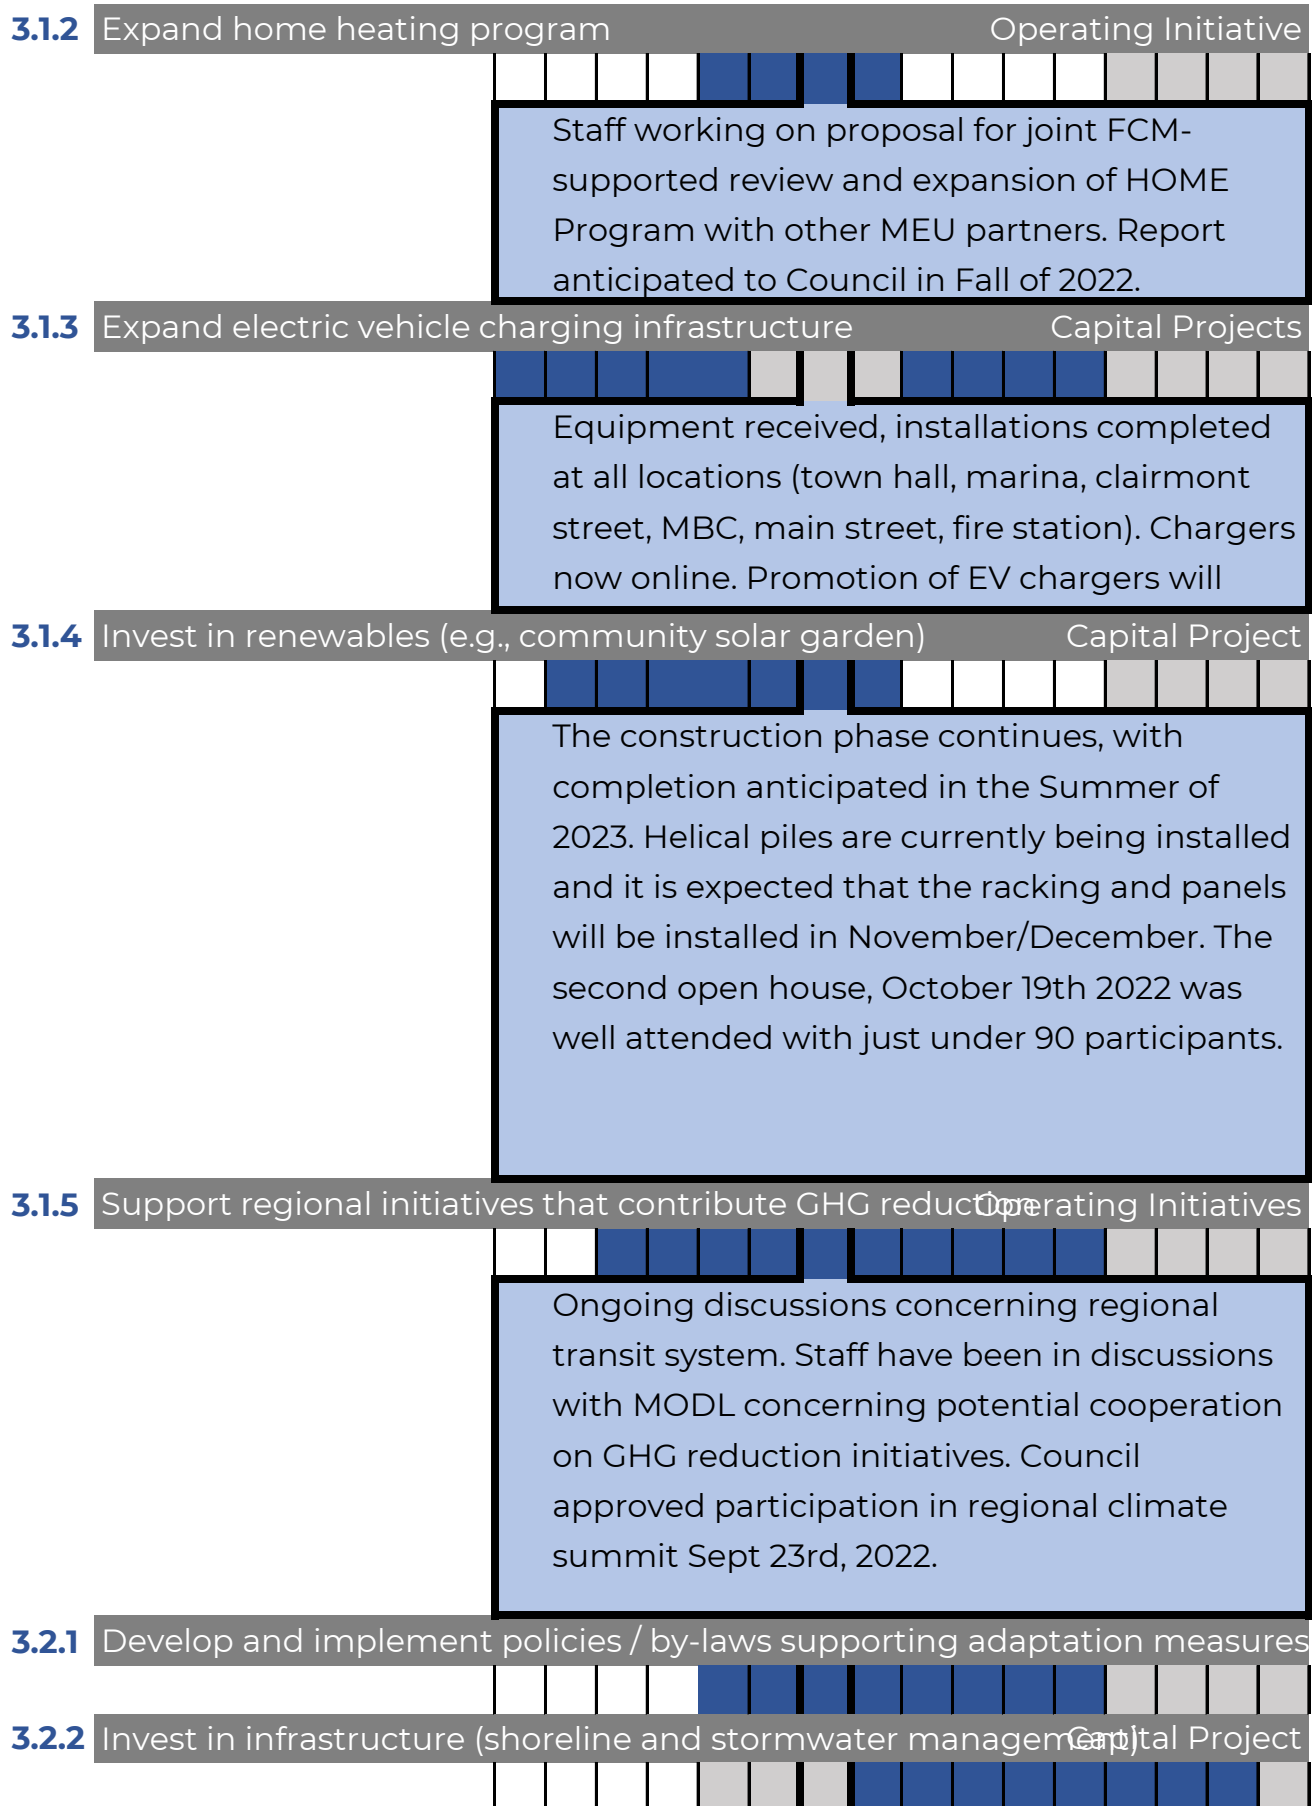 3.1.2 Expand home heating program Operating Initiative
Staff working on proposal for joint FCM-
supported review and expansion of HOME
Program with other MEU partners. Report
anticipated to Council in Fall of 2022.
3.1.3 Expand electric vehicle charging infrastructure Capital Projects
Equipment received, installations completed
at all locations (town hall, marina, clairmont
street, MBC, main street, fire station). Chargers
now online. Promotion of EV chargers will
3.1.4 Invest in renewables (e.g., community solar garden) Capital Project
The construction phase continues, with
completion anticipated in the Summer of
2023. Helical piles are currently being installed
and it is expected that the racking and panels
will be installed in November/December. The
second open house, October 19th 2022 was
well attended with just under 90 participants.
3.1.5 Support regional initiatives that contribute GHG reduction Operating Initiatives
Ongoing discussions concerning regional
transit system. Staff have been in discussions
with MODL concerning potential cooperation
on GHG reduction initiatives. Council
approved participation in regional climate
summit Sept 23rd, 2022.
3.2.1 Develop and implement policies / by-laws supporting adaptation measures
3.2.2 Invest in infrastructure (shoreline and stormwater management) Capital Project